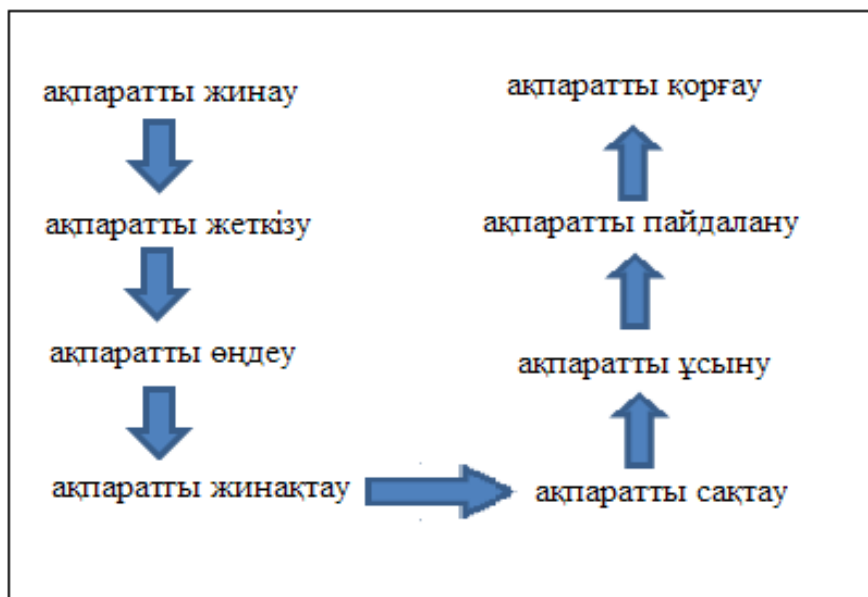 ақпаратты жинау
ақпаратты жеткізу
ақпаратты өңдеу
ақпаратты жинақтау
ақпаратты сақтау
ақпаратты ұсыну
ақпаратты пайдалану
ақпаратты қорғау